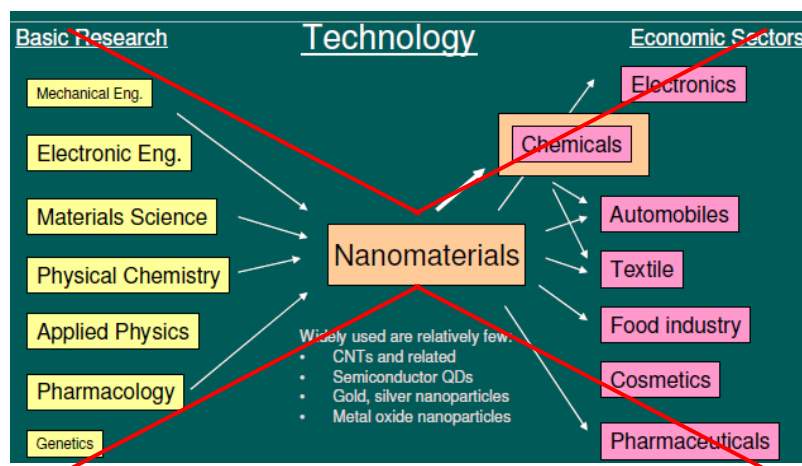 Basic Research
Technology
Economic Sectors
Mechanical Eng.
Electronic Eng.
Materials Science
Physical Chemistry
Applied Physics
Pharmacology
Genetics
Nanomaterials
Widely used are relatively few:
• CNTs and related
• Semiconductor QDs
• Gold, silver nanoparticles
• Metal oxide nanoparticles
Electronics
Chemicals
Automobiles
Textile
Food industry
Cosmetics
Pharmaceuticals